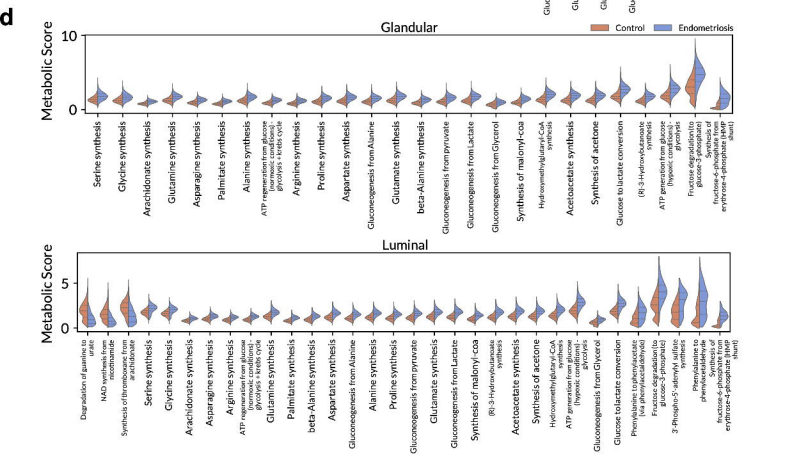 Gluc
Gl
Gl
Glu
d
Glandular
Control
Endometriosis
Metabolic Score
10
5
0
Serine synthesis
Glycine synthesis
Arachidonate synthesis
Glutamine synthesis
Asparagine synthesis
Palmitate synthesis
Alanine synthesis
ATP regeneration from glucose
(normoxic conditions) -
glycolysis + krebs cycle
Arginine synthesis
Proline synthesis
Aspartate synthesis
Gluconeogenesis from Alanine
Glutamate synthesis
beta-Alanine synthesis
Gluconeogenesis from pyruvate
Gluconeogenesis from Lactate
Gluconeogenesis from Glycerol
Synthesis of malonyl-coa
Hydroxymethylglutaryl-CoA
synthesis
Acetoacetate synthesis
Synthesis of acetone
Glucose to lactate conversion
(R)-3-Hydroxybutanoate
synthesis
ATP generation from glucose
(hypoxic conditions) -
glycolysis
Fructose degradation (to
glucose-3-phosphate)
Synthesis of
fructose-6-phosphate from
erythrose-4-phosphate (HMP
shunt)
Luminal
Metabolic Score
5
0
Degradation of guanine to
urate
NAD synthesis from
nicotinamide
Synthesis of thromboxane from
arachidonate
Serine synthesis
Glycine synthesis
Arachidonate synthesis
Asparagine synthesis
Arginine synthesis
ATP regeneration from glucose
(normoxic conditions) -
glycolysis + krebs cycle
Glutamine synthesis
Palmitate synthesis
beta-Alanine synthesis
Aspartate synthesis
Gluconeogenesis from Alanine
Alanine synthesis
Proline synthesis
Gluconeogenesis from pyruvate
Glutamate synthesis
Gluconeogenesis from Lactate
Synthesis of malonyl-coa
(R)-3-Hydroxybutanoate
synthesis
Acetoacetate synthesis
Synthesis of acetone
Hydroxymethylglutaryl-CoA
synthesis
ATP generation from glucose
(hypoxic conditions) -
glycolysis
Gluconeogenesis from Glycerol
Glucose to lactate conversion
Phenylalanine to phenylacetate
(via phenylacetaldehyde)
Fructose degradation (to
glucose-3-phosphate)
3'-Phospho-5'-adenylyl sulfate
synthesis
Phenylalanine to
phenylacetaldehyde
Synthesis of
fructose-6-phosphate from
erythrose-4-phosphate (HMP
shunt)